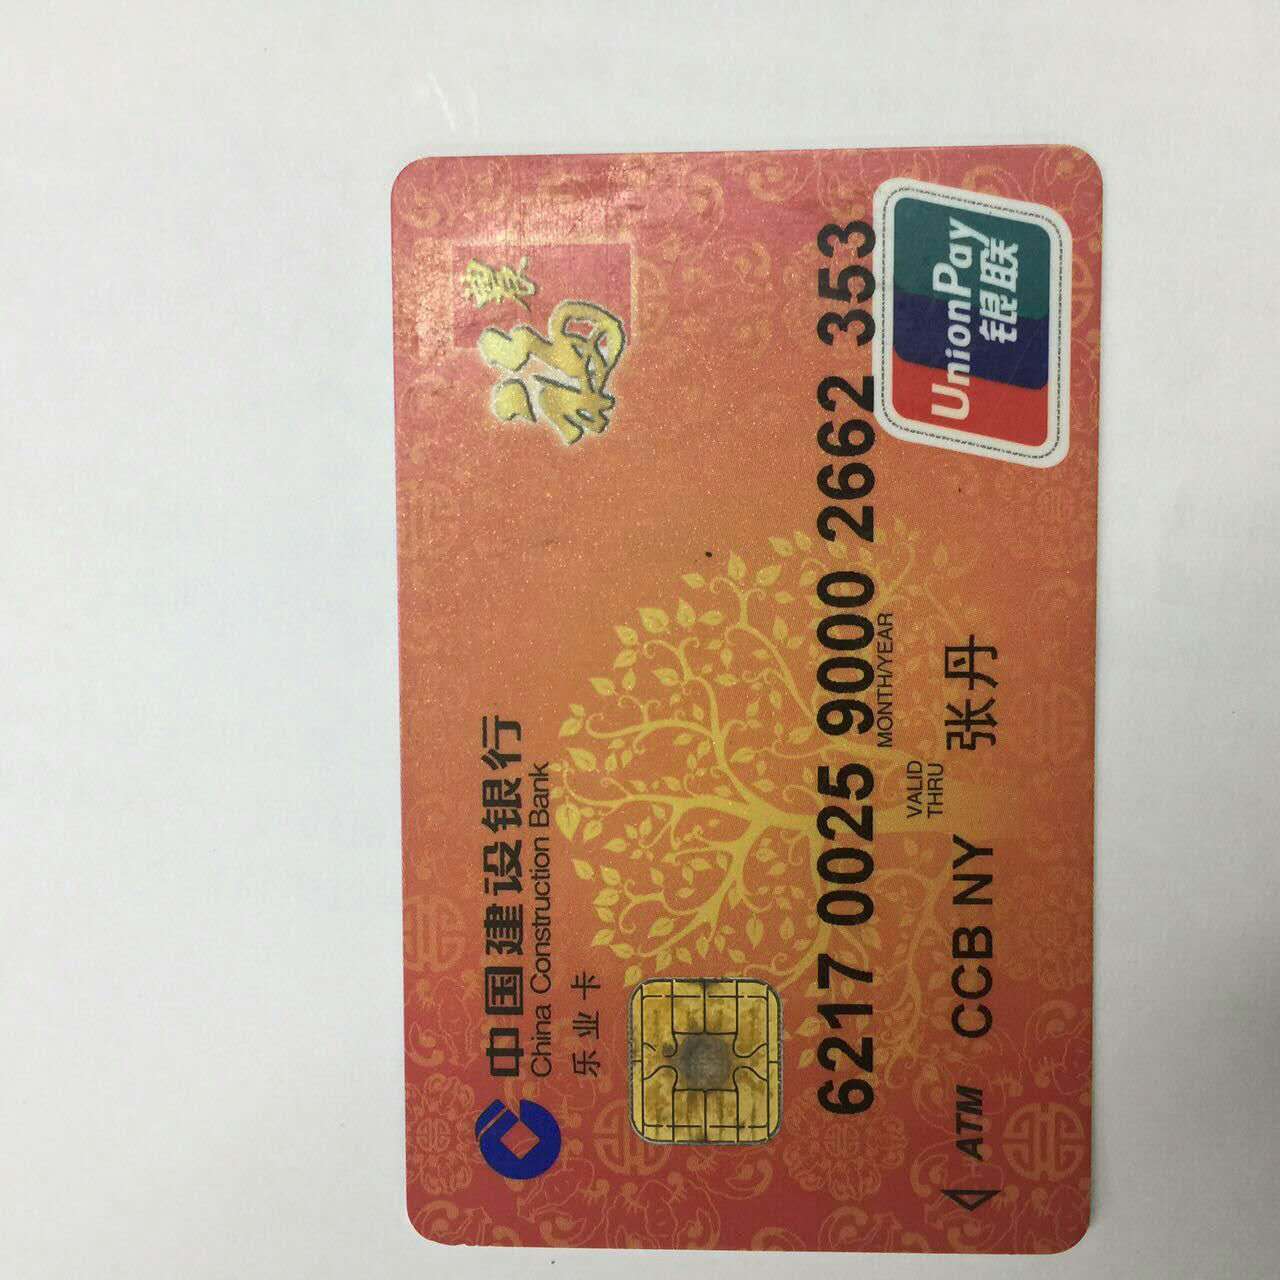 中国建设银行
China Construction Bank
乐业卡
福
6217 0025 9000 2662 353
MONTH/YEAR
VALID
THRU
ATM CCB NY 张丹
UnionPay
银联